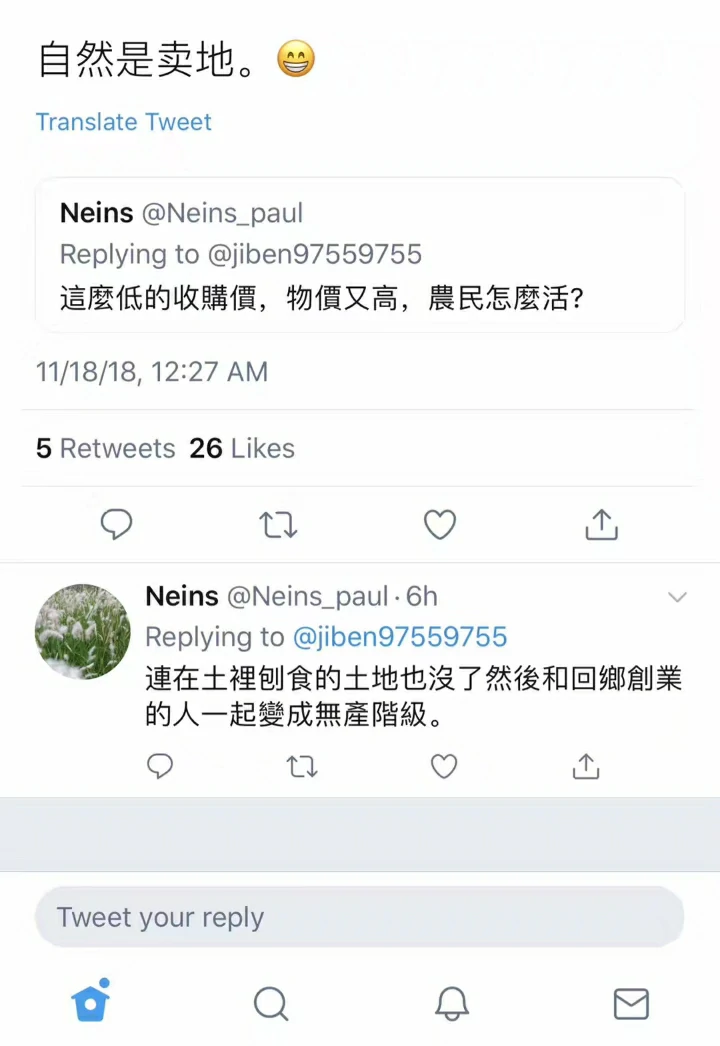 自然是卖地。😁
Translate Tweet
Neins @Neins_paul
Replying to @jiben97559755
這麼低的收購價，物價又高，農民怎麼活?
11/18/18, 12:27 AM
5 Retweets 26 Likes
Neins @Neins_paul · 6h
Replying to @jiben97559755
連在土裡刨食的土地也沒了然後和回鄉創業
的人一起變成無產階級。
Tweet your reply